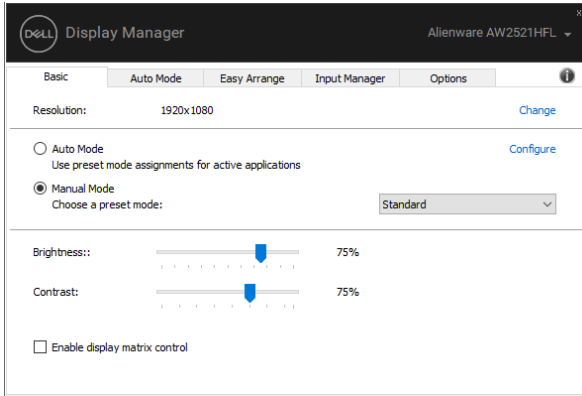 DELL Display Manager Alienware AW2521HFL
Basic Auto Mode Easy Arrange Input Manager Options
Resolution: 1920x1080 Change
Auto Mode Configure
Use preset mode assignments for active applications
Manual Mode
Choose a preset mode: Standard
Brightness:: 75%
Contrast: 75%
Enable display matrix control